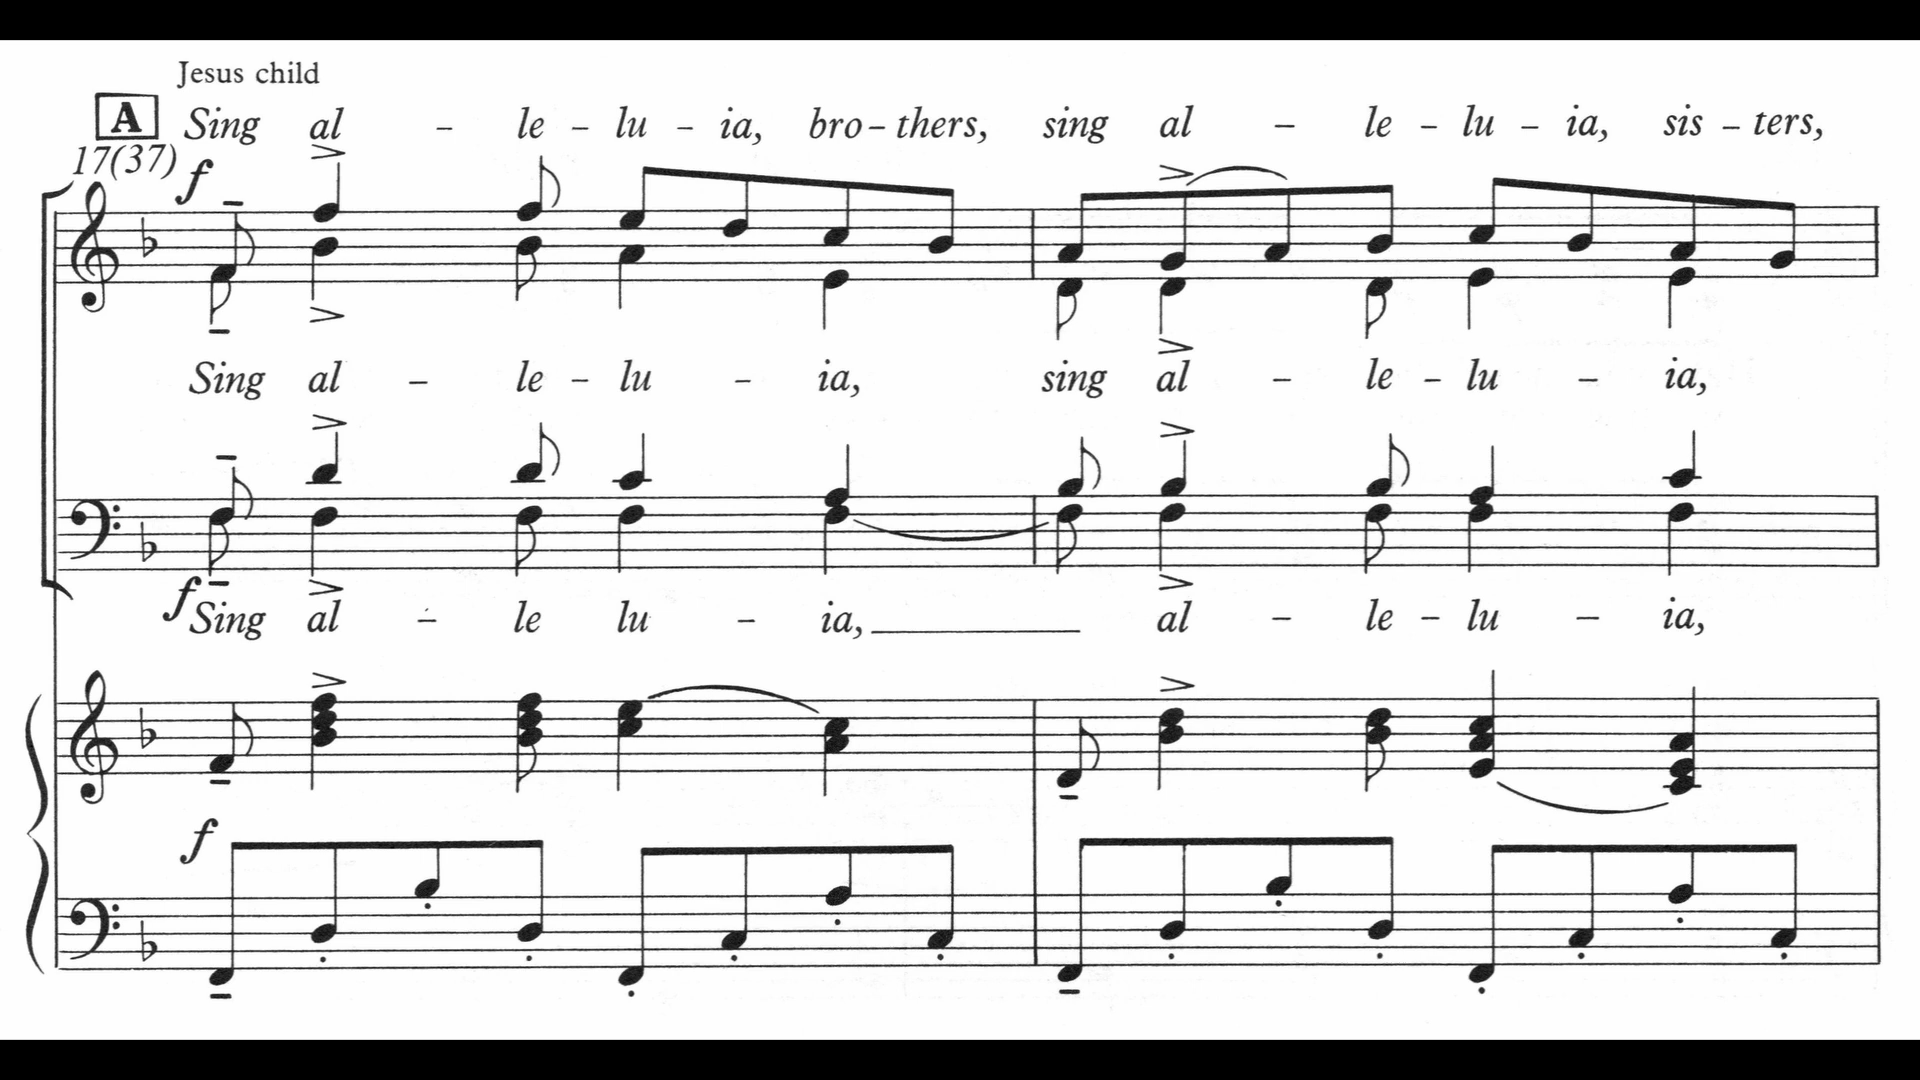 Jesus child
A Sing al – le – lu – ia, bro – thers, sing al – le – lu – ia, sis – ters,
17(37) f
Sing al – le – lu – ia, sing al – le – lu – ia,
f Sing al – le lu – ia, al – le – lu – ia,
f